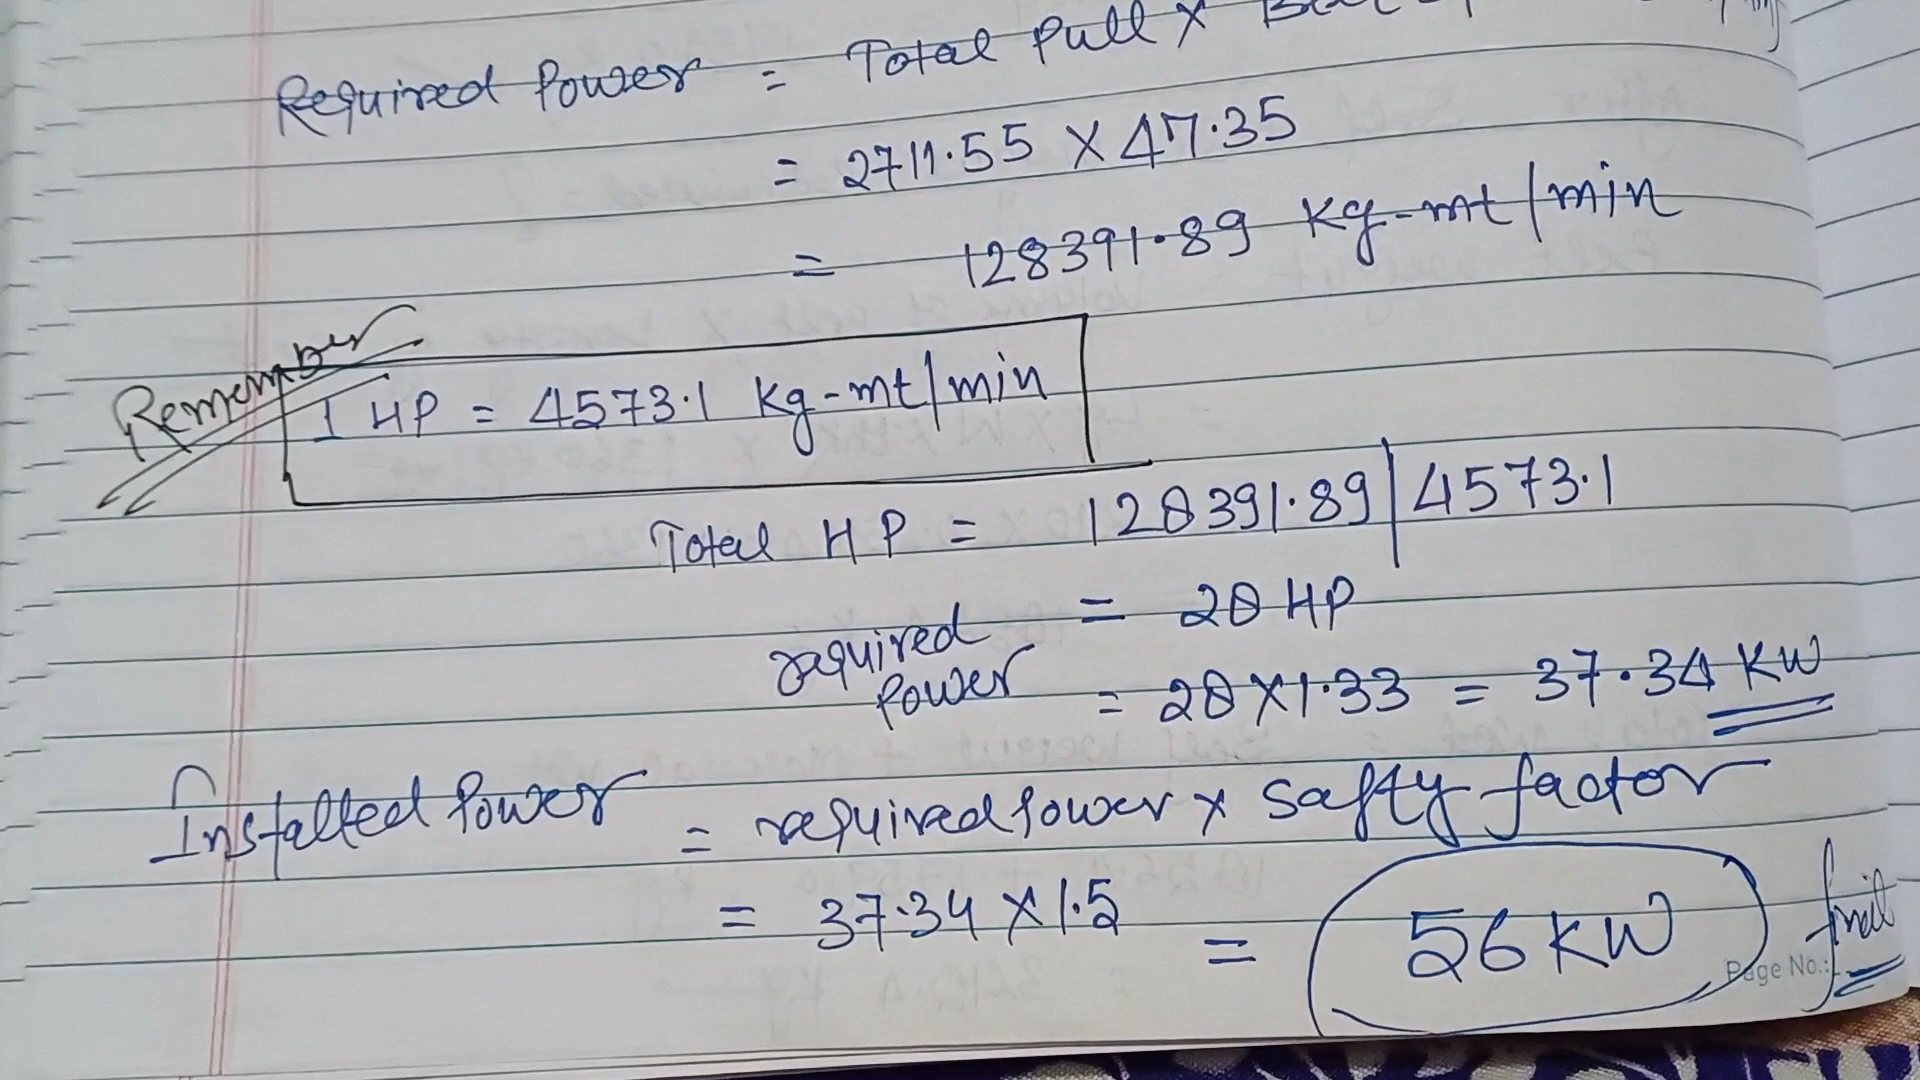 Required Power = Total Pull X
= 2711.55 X 47.35
= 128391.89 Kg-mt/min
Remember
1 HP = 4573.1 Kg-mt/min
Total HP = 128391.89/4573.1
required = 28 HP
Power = 28 X 1.33 = 37.34 KW
Installed Power = required Power x Safty factor
= 37.34 X 1.5 = 56 KW
Page No.: